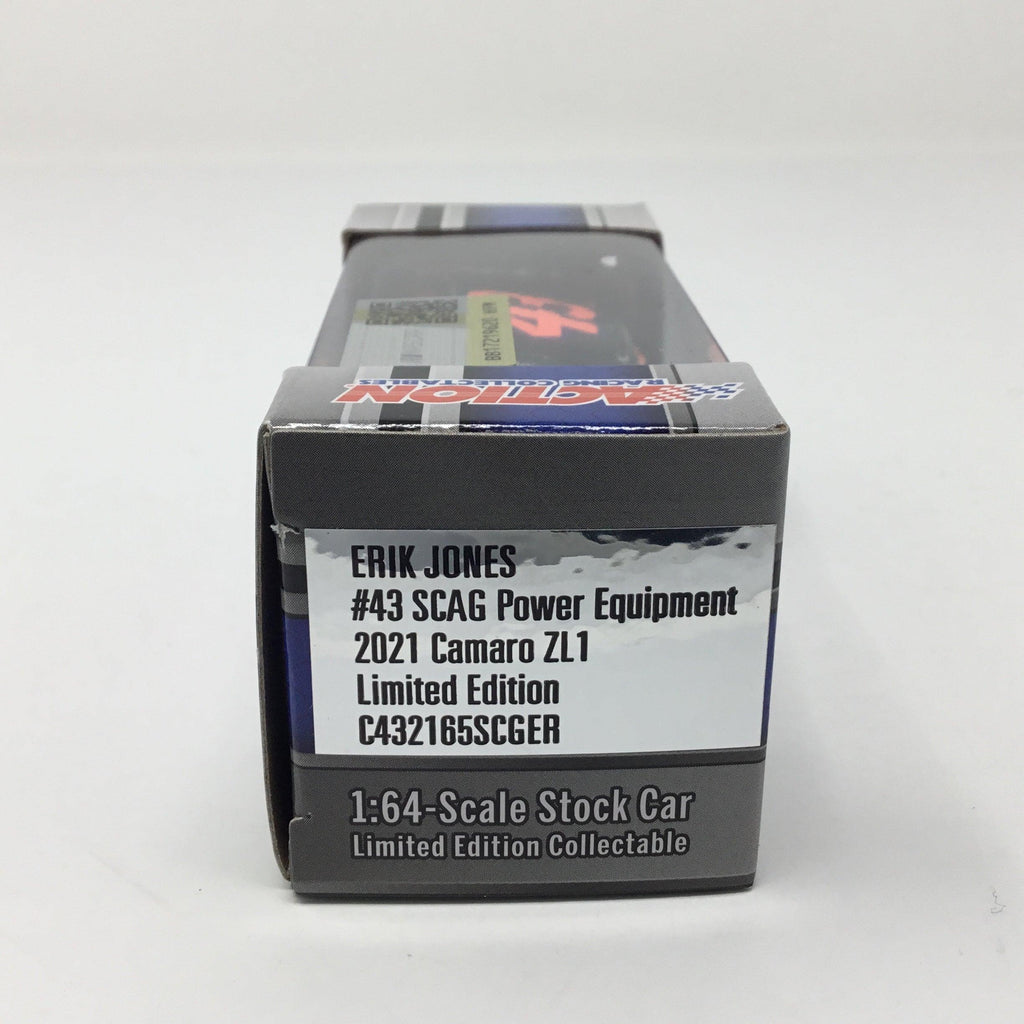 43
ACTION
RACING COLLECTABLES
ERIK JONES
#43 SCAG Power Equipment
2021 Camaro ZL1
Limited Edition
C432165SCGER
1:64-Scale Stock Car
Limited Edition Collectable